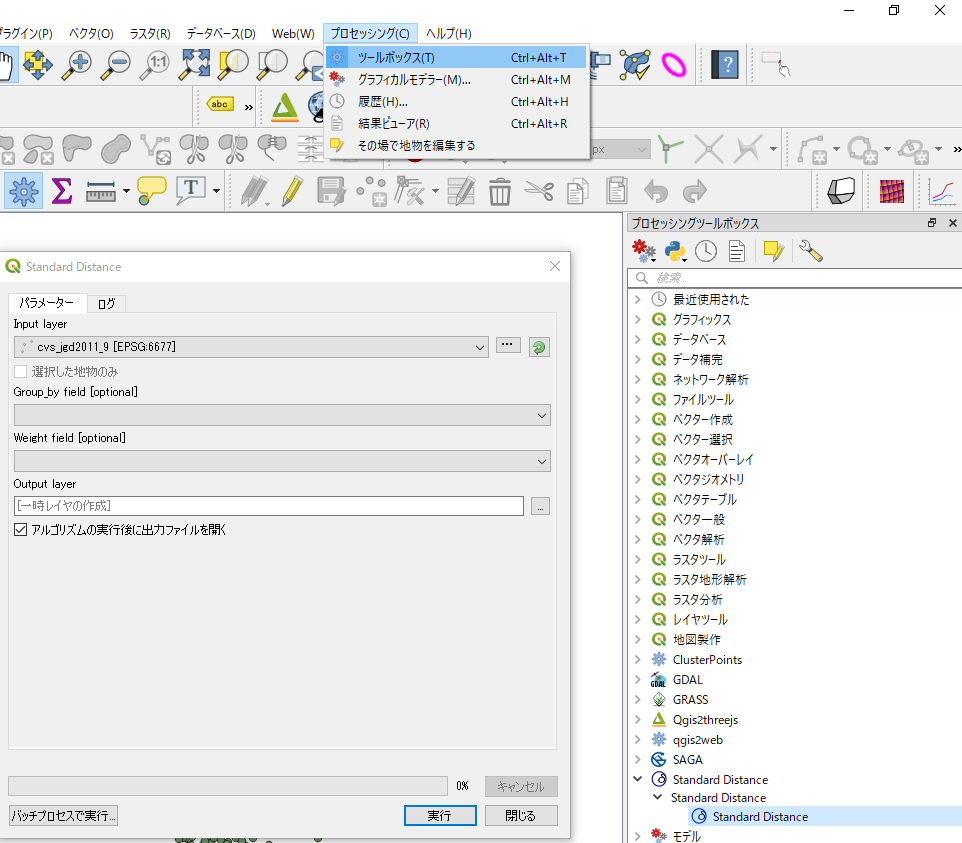 プラグイン(P) ベクタ(O) ラスタ(R) データベース(D) Web(W) プロセッシング(C) ヘルプ(H)
ツールボックス(T) Ctrl+Alt+T
グラフィカルモデラー(M)... Ctrl+Alt+M
履歴(H)... Ctrl+Alt+H
結果ビューア(R) Ctrl+Alt+R
その場で地物を編集する
1:1
abc
px
T
プロセッシングツールボックス
検索...
最近使用された
グラフィックス
データベース
データ補完
ネットワーク解析
ファイルツール
ベクター作成
ベクター選択
ベクタオーバーレイ
ベクタジオメトリ
ベクタテーブル
ベクター一般
ベクタ解析
ラスタツール
ラスタ地形解析
ラスタ分析
レイヤツール
地図製作
ClusterPoints
GDAL
GRASS
Qgis2threejs
qgis2web
SAGA
Standard Distance
Standard Distance
Standard Distance
モデル
Standard Distance
パラメーター ログ
Input layer
cvs_jgd2011_9 [EPSG:6677]
...
選択した地物のみ
Group_by field [optional]
Weight field [optional]
Output layer
[一時レイヤの作成]
...
アルゴリズムの実行後に出力ファイルを開く
0% キャンセル
バッチプロセスで実行... 実行 閉じる